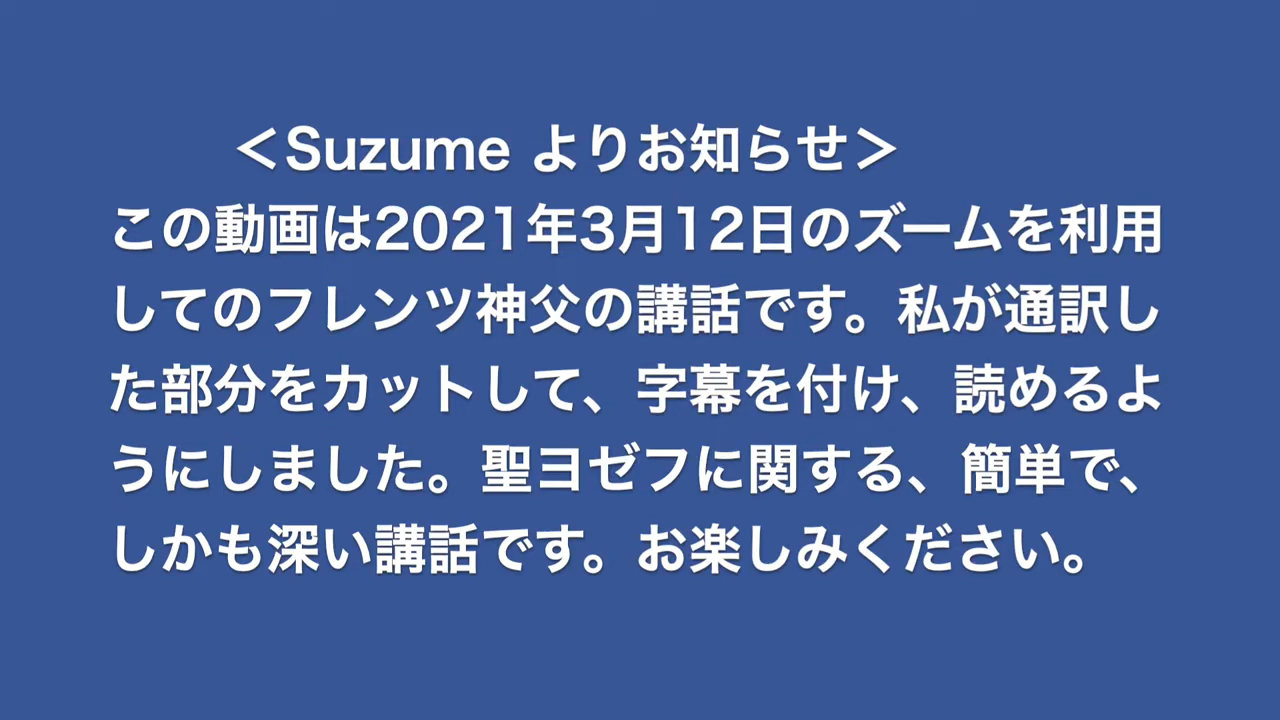 ＜Suzume よりお知らせ＞
この動画は2021年3月12日のズームを利用
してのフレンツ神父の講話です。私が通訳し
た部分をカットして、字幕を付け、読めるよ
うにしました。聖ヨゼフに関する、簡単で、
しかも深い講話です。お楽しみください。